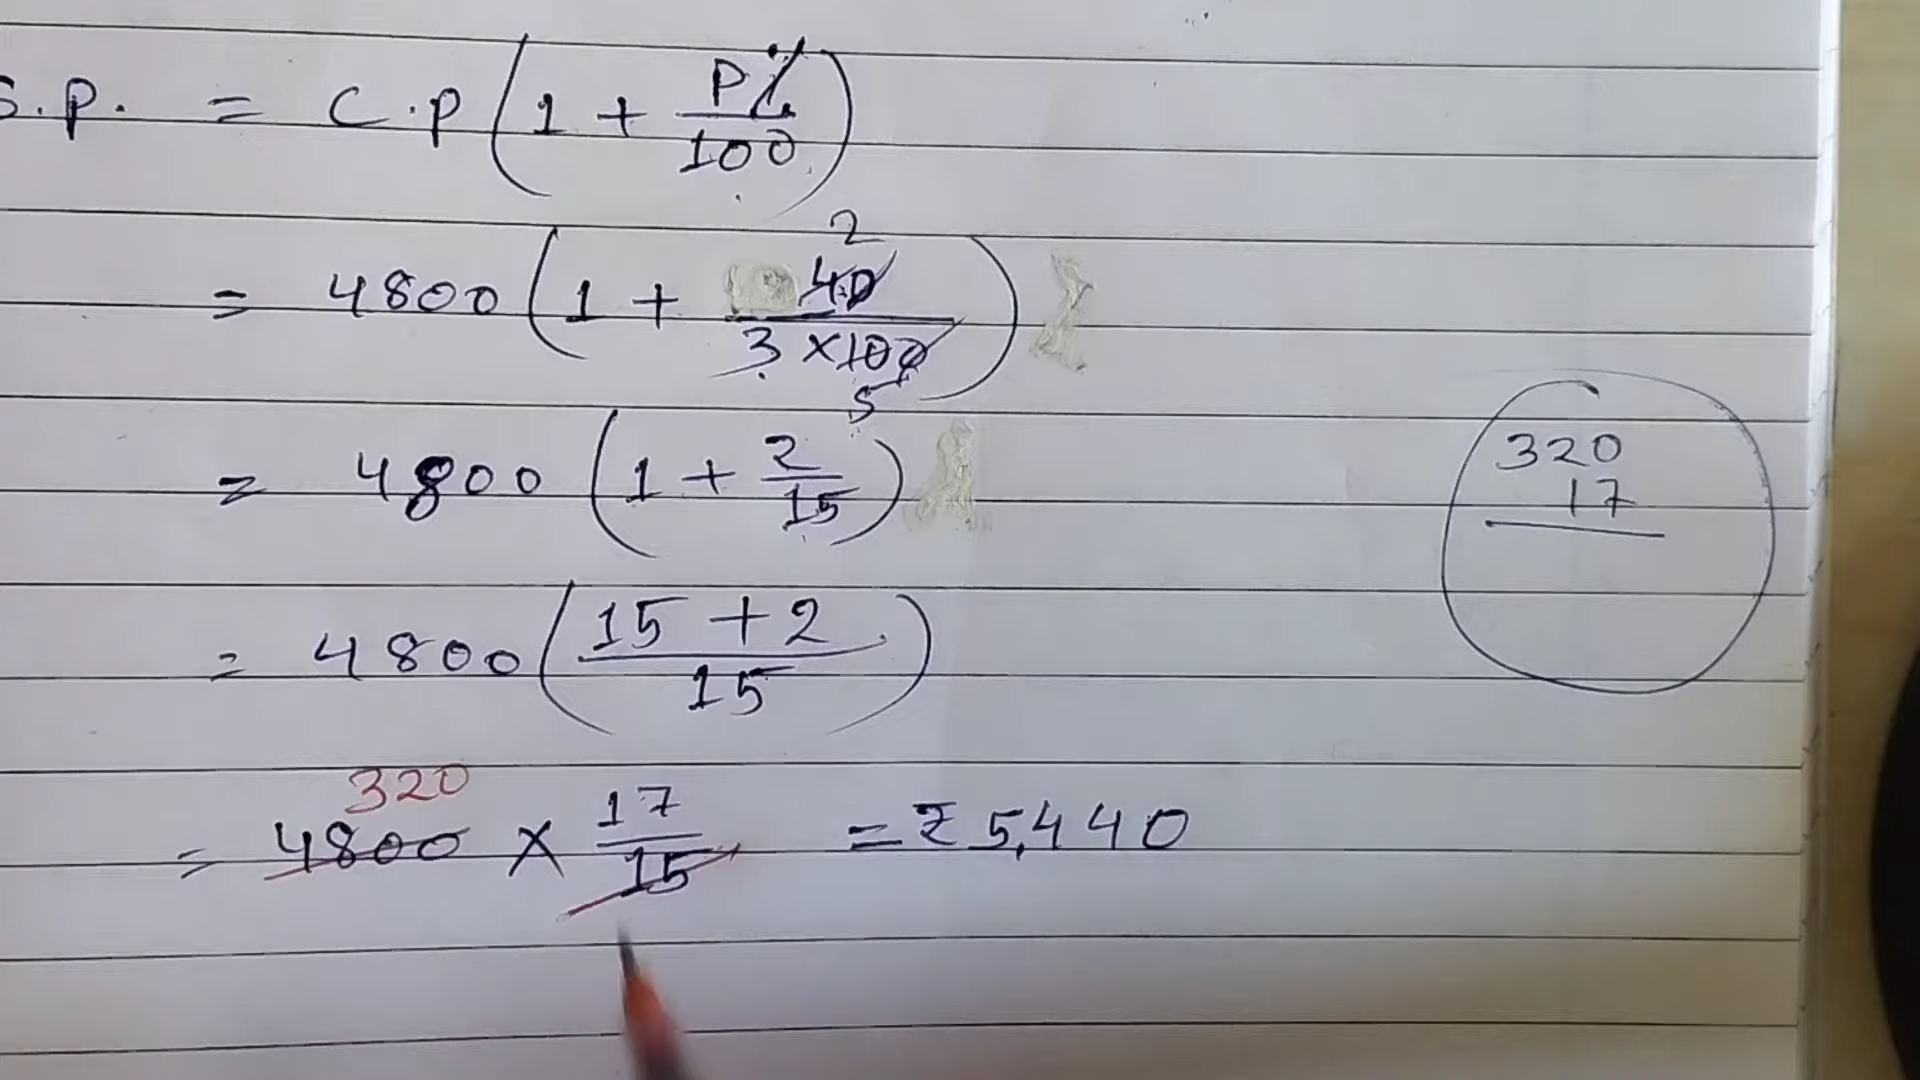 S.P. = C.P (1 + P%/100)
= 4800 (1 + 40/3 × 100) 2 5
= 4800 (1 + 2/15)
= 4800 (15 + 2/15)
320
= 4800 × 17/15 = ₹ 5,440
320
17